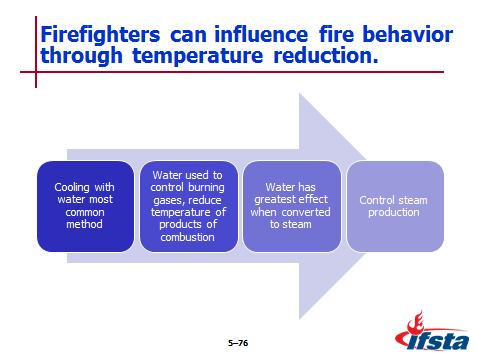 Firefighters can influence fire behavior
through temperature reduction.
Cooling with
water most
common
method
Water used to
control burning
gases, reduce
temperature of
products of
combustion
Water has
greatest effect
when converted
to steam
Control steam
production
5–76
ifsta